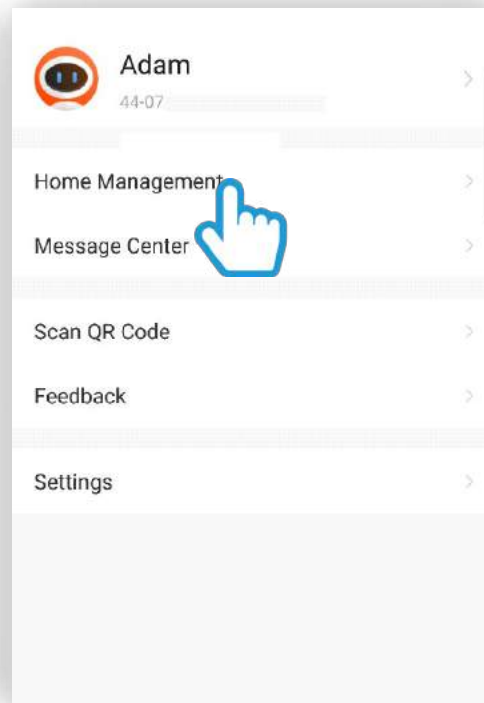 Adam
44-07
Home Management
Message Center
Scan QR Code
Feedback
Settings